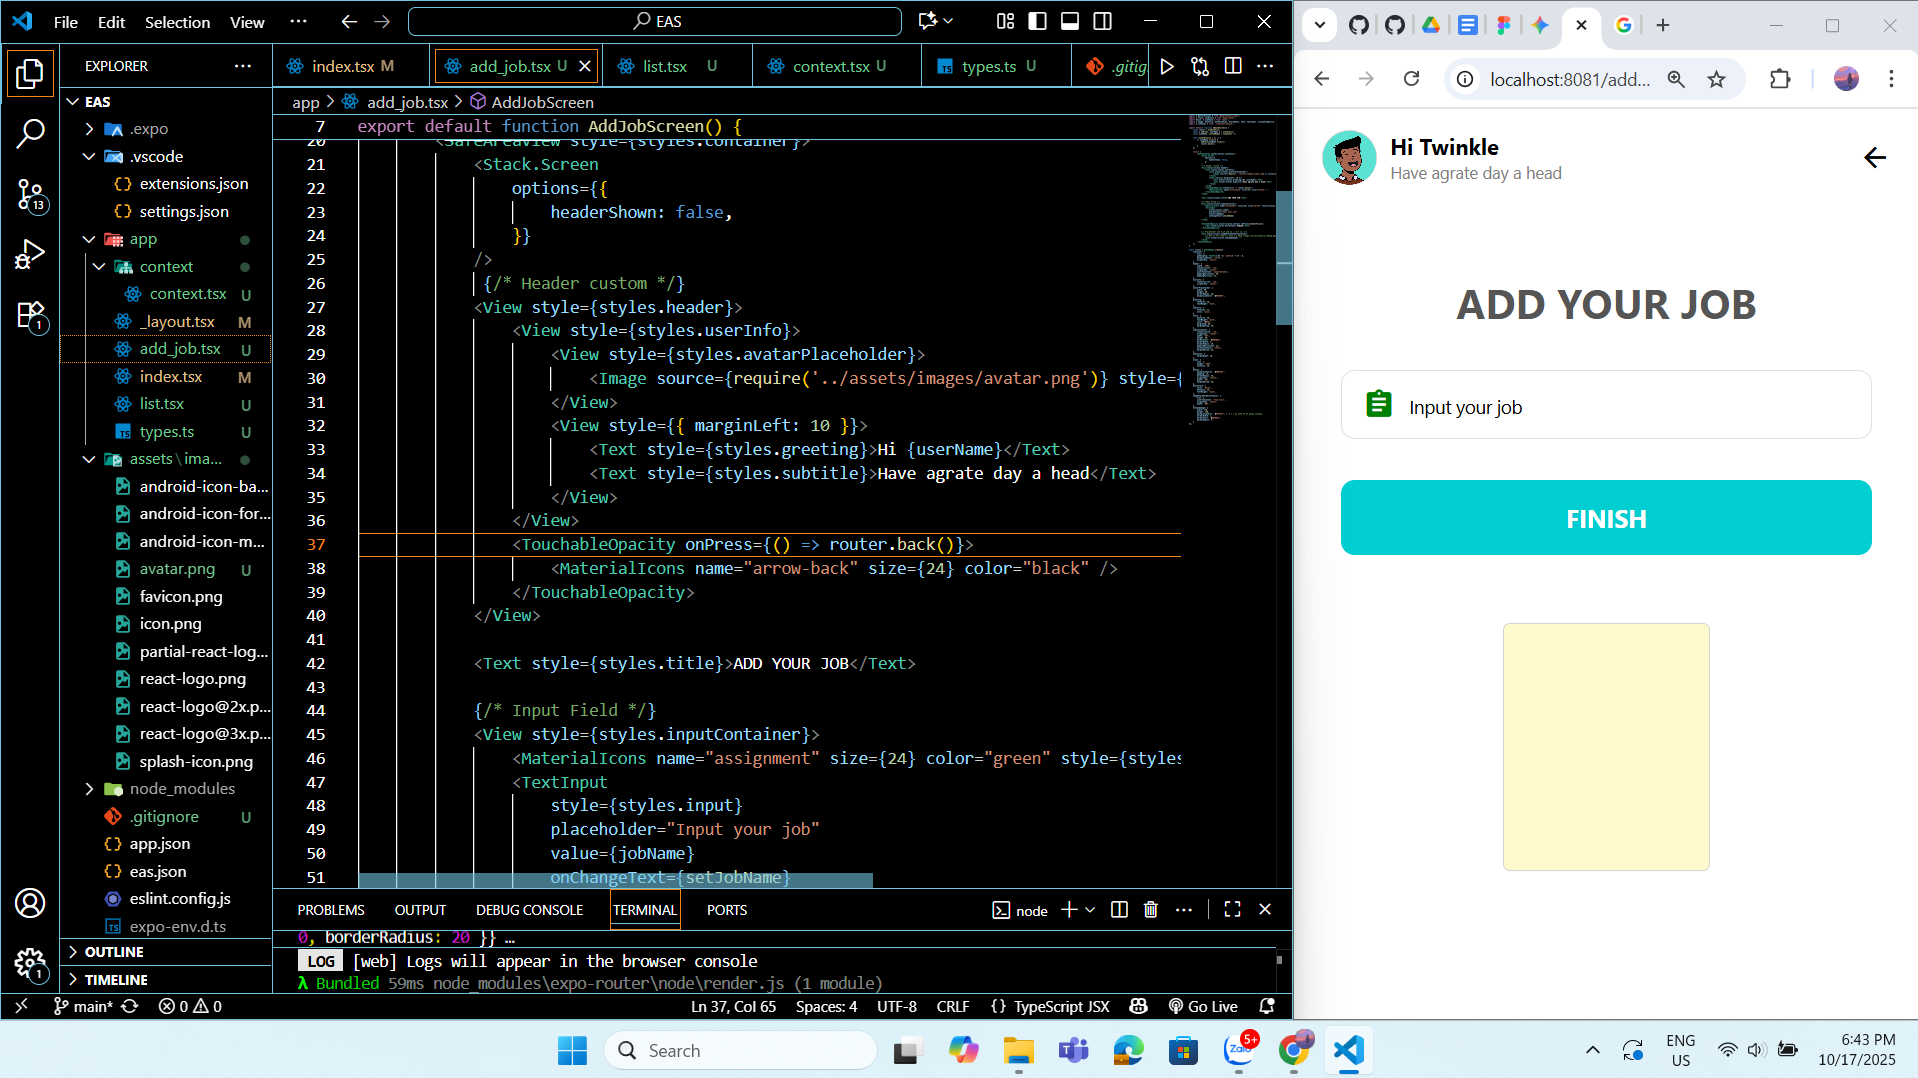 File Edit Selection View ··· EAS
EXPLORER ···
index.tsx M
add_job.tsx U
list.tsx U
context.tsx U
types.ts U
.gitig
app > add_job.tsx > AddJobScreen
EAS
.expo
.vscode
extensions.json
settings.json
app
context
context.tsx U
_layout.tsx M
add_job.tsx U
index.tsx M
list.tsx U
types.ts U
assets\ima...
android-icon-ba...
android-icon-for...
android-icon-m...
avatar.png U
favicon.png
icon.png
partial-react-log...
react-logo.png
react-logo@2x.p...
react-logo@3x.p...
splash-icon.png
node_modules
.gitignore U
app.json
eas.json
eslint.config.js
expo-env.d.ts
OUTLINE
TIMELINE
13
1
1
7 export default function AddJobScreen() {
20 <SafeAreaView style={styles.container}>
21 <Stack.Screen
22 options={{
23 headerShown: false,
24 }}
25 />
26 {/* Header custom */}
27 <View style={styles.header}>
28 <View style={styles.userInfo}>
29 <View style={styles.avatarPlaceholder}>
30 <Image source={require('../assets/images/avatar.png')} style={
31 </View>
32 <View style={{ marginLeft: 10 }}>
33 <Text style={styles.greeting}>Hi {userName}</Text>
34 <Text style={styles.subtitle}>Have agrate day a head</Text>
35 </View>
36 </View>
37 <TouchableOpacity onPress={() => router.back()}>
38 <MaterialIcons name="arrow-back" size={24} color="black" />
39 </TouchableOpacity>
40 </View>
41
42 <Text style={styles.title}>ADD YOUR JOB</Text>
43
44 {/* Input Field */}
45 <View style={styles.inputContainer}>
46 <MaterialIcons name="assignment" size={24} color="green" style={styles
47 <TextInput
48 style={styles.input}
49 placeholder="Input your job"
50 value={jobName}
51 onChangeText={setJobName}
PROBLEMS OUTPUT DEBUG CONSOLE TERMINAL PORTS node
0, borderRadius: 20 }} …
LOG [web] Logs will appear in the browser console
λ Bundled 59ms node_modules\expo-router\node\render.js (1 module)
main* 0 0 Ln 37, Col 65 Spaces: 4 UTF-8 CRLF {} TypeScript JSX Go Live
localhost:8081/add...
Hi Twinkle
Have agrate day a head
ADD YOUR JOB
Input your job
FINISH
Search
Zalo
5+
ENG
US
6:43 PM
10/17/2025